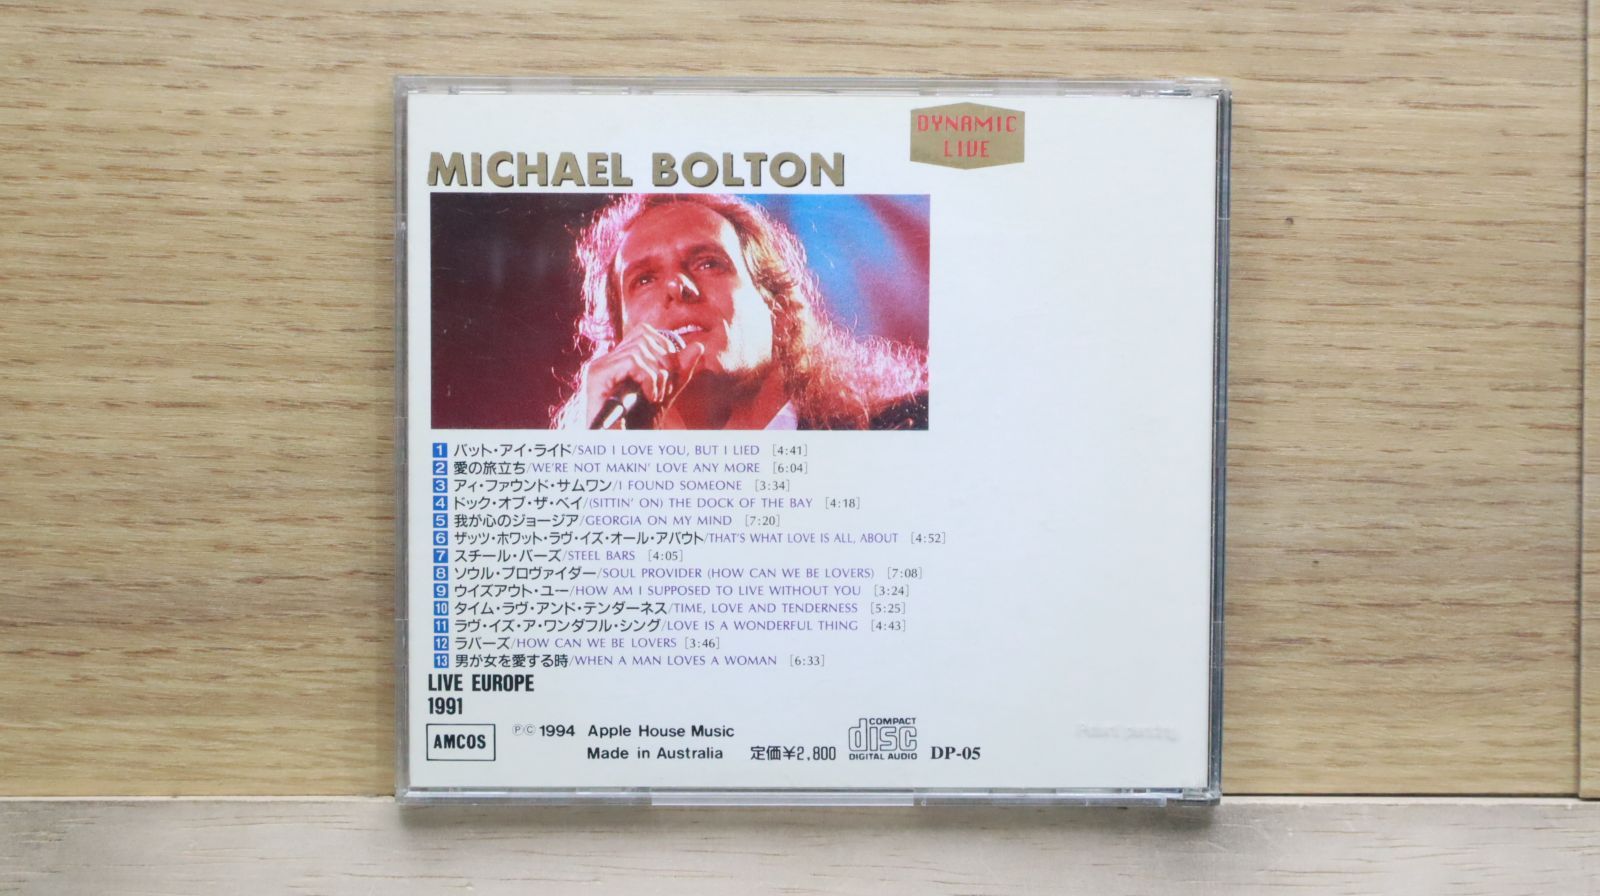 DYNAMIC
LIVE
MICHAEL BOLTON
1 バット・アイ・ライド/SAID I LOVE YOU, BUT I LIED [4:41]
2 愛の旅立ち/WE'RE NOT MAKIN' LOVE ANY MORE [6:04]
3 アィ・ファウンド・サムワン/I FOUND SOMEONE [3:34]
4 ドック・オブ・ザ・ベイ/(SITTIN' ON) THE DOCK OF THE BAY [4:18]
5 我が心のジョージア/GEORGIA ON MY MIND [7:20]
6 ザッツ・ホワット・ラヴ・イズ・オール・アバウト/THAT'S WHAT LOVE IS ALL, ABOUT [4:52]
7 スチール・バーズ/STEEL BARS [4:05]
8 ソウル・プロヴァイダー/SOUL PROVIDER (HOW CAN WE BE LOVERS) [7:08]
9 ウイズアウト・ユー/HOW AM I SUPPOSED TO LIVE WITHOUT YOU [3:24]
10 タイム・ラヴ・アンド・テンダーネス/TIME, LOVE AND TENDERNESS [5:25]
11 ラヴ・イズ・ア・ワンダフル・シング/LOVE IS A WONDERFUL THING [4:43]
12 ラバーズ/HOW CAN WE BE LOVERS [3:46]
13 男が女を愛する時/WHEN A MAN LOVES A WOMAN [6:33]
LIVE EUROPE
1991
AMCOS
Ⓟ© 1994 Apple House Music
Made in Australia 定価¥2,800
COMPACT
disc
DIGITAL AUDIO
DP-05